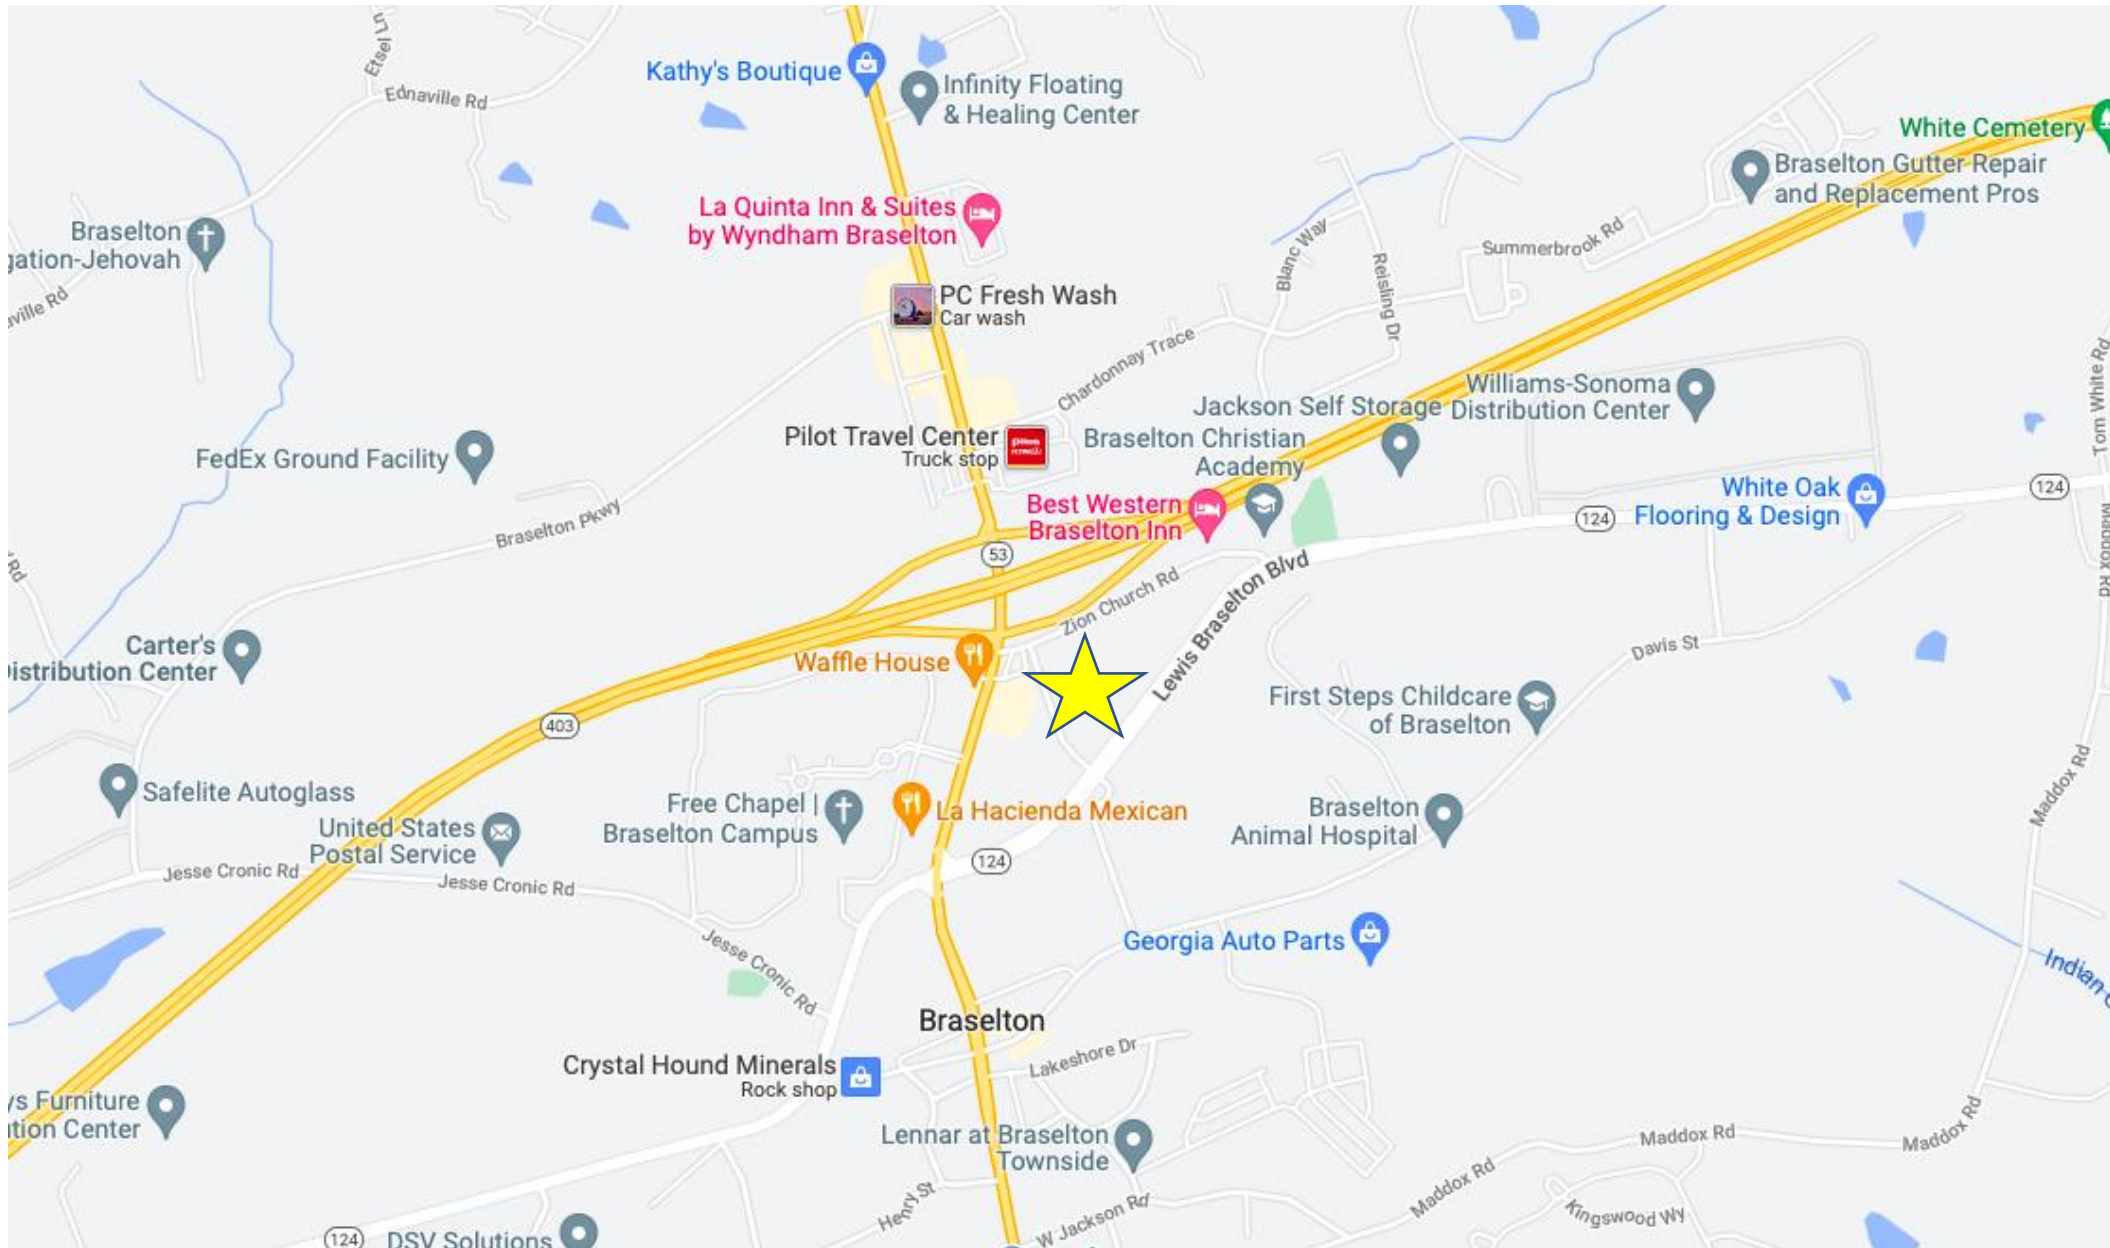 Etsel Ln
Kathy's Boutique
Infinity Floating
& Healing Center
Ednaville Rd
White Cemetery
Braselton Gutter Repair
and Replacement Pros
La Quinta Inn & Suites
by Wyndham Braselton
Braselton
gation-Jehovah
ville Rd
Summerbrook Rd
Blanc Way
Reisling Dr
PC Fresh Wash
Car wash
Chardonnay Trace
Tom White Rd
Williams-Sonoma
Distribution Center
Jackson Self Storage
Pilot Travel Center
Truck stop
Braselton Christian
Academy
FedEx Ground Facility
White Oak
Flooring & Design
124
124
Best Western
Braselton Inn
Braselton Pkwy
Maddox Rd
53
Rd
Zion Church Rd
Lewis Braselton Blvd
Carter's
istribution Center
Waffle House
Davis St
First Steps Childcare
of Braselton
403
Safelite Autoglass
Free Chapel |
Braselton Campus
La Hacienda Mexican
Braselton
Animal Hospital
Maddox Rd
United States
Postal Service
124
Jesse Cronic Rd
Jesse Cronic Rd
Jesse Cronic Rd
Georgia Auto Parts
Braselton
Lakeshore Dr
Crystal Hound Minerals
Rock shop
ys Furniture
tion Center
Lennar at Braselton
Townside
Maddox Rd
Maddox Rd
Maddox Rd
Henry St
W Jackson Rd
Kingswood Wy
124
DSV Solutions